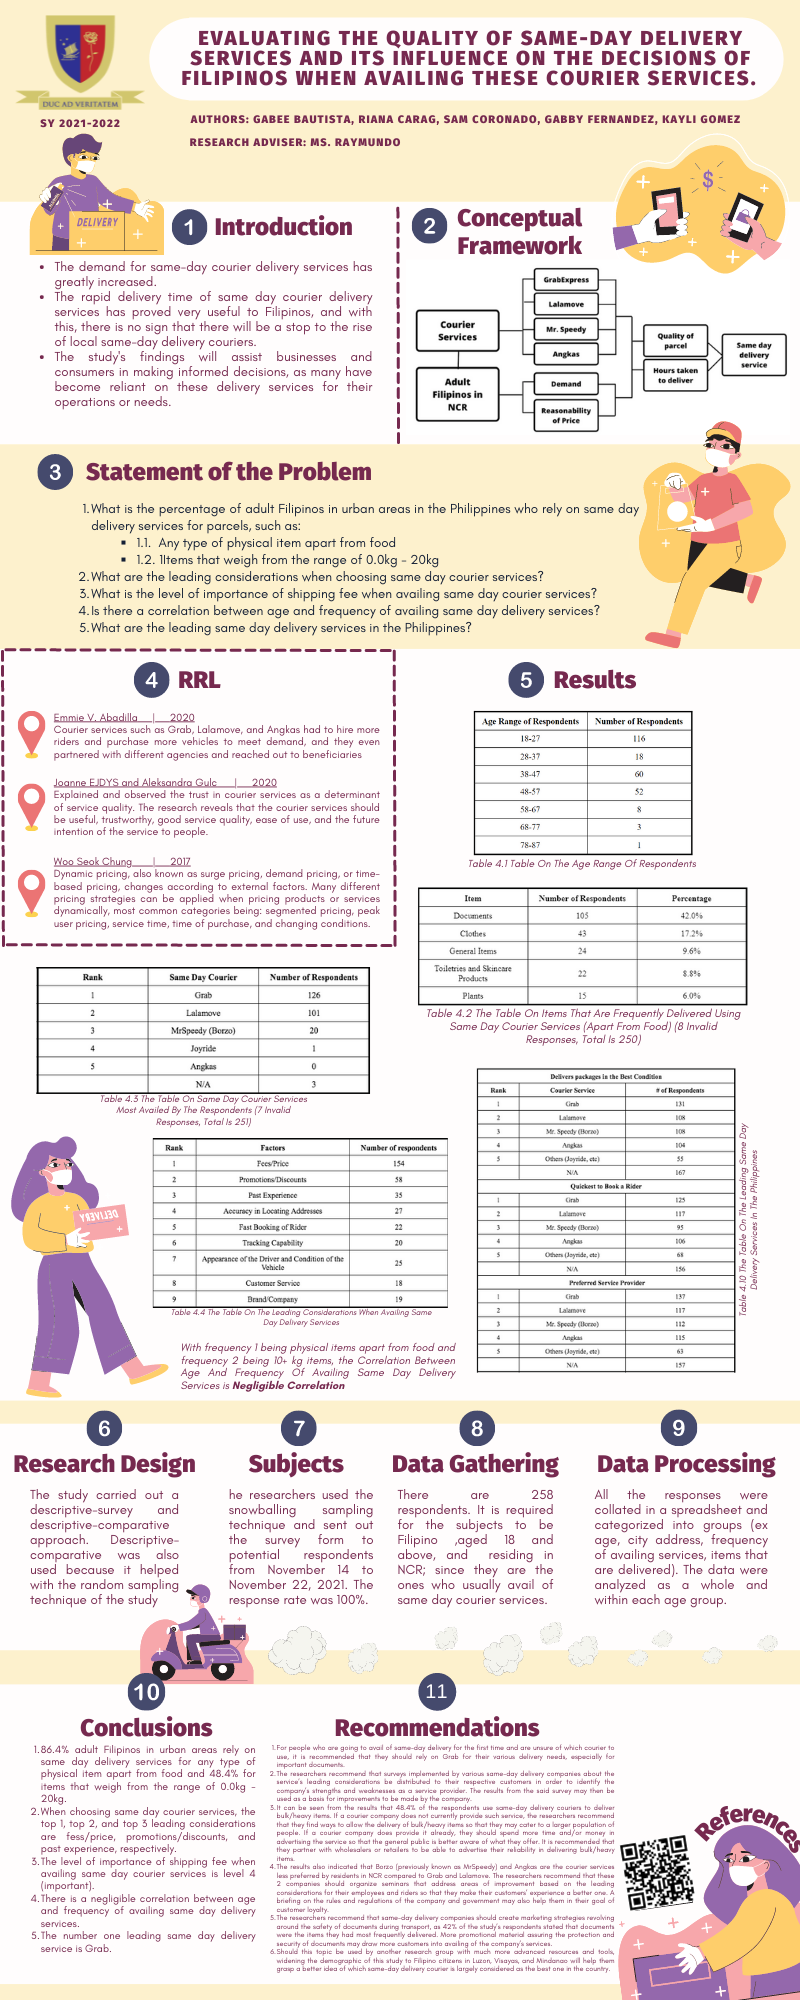 DUC AD VERITATEM
SY 2021-2022
EVALUATING THE QUALITY OF SAME-DAY DELIVERY
SERVICES AND ITS INFLUENCE ON THE DECISIONS OF
FILIPINOS WHEN AVAILING THESE COURIER SERVICES.
AUTHORS: GABEE BAUTISTA, RIANA CARAG, SAM CORONADO, GABBY FERNANDEZ, KAYLI GOMEZ
RESEARCH ADVISER: MS. RAYMUNDO
DELIVERY
$
1 Introduction
• The demand for same-day courier delivery services has
greatly increased.
• The rapid delivery time of same day courier delivery
services has proved very useful to Filipinos, and with
this, there is no sign that there will be a stop to the rise
of local same-day delivery couriers.
• The study's findings will assist businesses and
consumers in making informed decisions, as many have
become reliant on these delivery services for their
operations or needs.
2 Conceptual
Framework
Courier
Services
Adult
Filipinos in
NCR
GrabExpress
Lalamove
Mr. Speedy
Angkas
Demand
Reasonability
of Price
Quality of
parcel
Hours taken
to deliver
Same day
delivery
service
3 Statement of the Problem
1. What is the percentage of adult Filipinos in urban areas in the Philippines who rely on same day
delivery services for parcels, such as:
▪ 1.1. Any type of physical item apart from food
▪ 1.2. 1Items that weigh from the range of 0.0kg - 20kg
2. What are the leading considerations when choosing same day courier services?
3. What is the level of importance of shipping fee when availing same day courier services?
4. Is there a correlation between age and frequency of availing same day delivery services?
5. What are the leading same day delivery services in the Philippines?
4 RRL
Emmie V. Abadilla | 2020
Courier services such as Grab, Lalamove, and Angkas had to hire more
riders and purchase more vehicles to meet demand, and they even
partnered with different agencies and reached out to beneficiaries
Joanne EJDYS and Aleksandra Gulc | 2020
Explained and observed the trust in courier services as a determinant
of service quality. The research reveals that the courier services should
be useful, trustworthy, good service quality, ease of use, and the future
intention of the service to people.
Woo Seok Chung | 2017
Dynamic pricing, also known as surge pricing, demand pricing, or time-
based pricing, changes according to external factors. Many different
pricing strategies can be applied when pricing products or services
dynamically, most common categories being: segmented pricing, peak
user pricing, service time, time of purchase, and changing conditions.
5 Results
Age Range of Respondents Number of Respondents
18-27 116
28-37 18
38-47 60
48-57 52
58-67 8
68-77 3
78-87 1
Table 4.1 Table On The Age Range Of Respondents
Item Number of Respondents Percentage
Documents 105 42.0%
Clothes 43 17.2%
General Items 24 9.6%
Toiletries and Skincare
Products 22 8.8%
Plants 15 6.0%
Table 4.2 The Table On Items That Are Frequently Delivered Using
Same Day Courier Services (Apart From Food) (8 Invalid
Responses, Total Is 250)
Rank Same Day Courier Number of Respondents
1 Grab 126
2 Lalamove 101
3 MrSpeedy (Borzo) 20
4 Joyride 1
5 Angkas 0
N/A 3
Table 4.3 The Table On Same Day Courier Services
Most Availed By The Respondents (7 Invalid
Responses, Total Is 251)
DELIVERY
Rank Factors Number of respondents
1 Fees/Price 154
2 Promotions/Discounts 58
3 Past Experience 35
4 Accuracy in Locating Addresses 27
5 Fast Booking of Rider 22
6 Tracking Capability 20
7 Appearance of the Driver and Condition of the
Vehicle 25
8 Customer Service 18
9 Brand/Company 19
Table 4.4 The Table On The Leading Considerations When Availing Same
Day Delivery Services
With frequency 1 being physical items apart from food and
frequency 2 being 10+ kg items, the Correlation Between
Age And Frequency Of Availing Same Day Delivery
Services is Negligible Correlation
Delivers packages in the Best Condition
Rank Courier Service # of Respondents
1 Grab 131
2 Lalamove 108
3 Mr. Speedy (Borzo) 108
4 Angkas 104
5 Others (Joyride, etc) 55
N/A 167
Quickest to Book a Rider
1 Grab 125
2 Lalamove 117
3 Mr. Speedy (Borzo) 95
4 Angkas 106
5 Others (Joyride, etc) 68
N/A 156
Preferred Service Provider
1 Grab 137
2 Lalamove 117
3 Mr. Speedy (Borzo) 112
4 Angkas 115
5 Others (Joyride, etc) 63
N/A 157
Table 4.10 The Table On The Leading Same Day
Delivery Services In The Philippines
6
Research Design
The study carried out a
descriptive-survey and
descriptive-comparative
approach. Descriptive-
comparative was also
used because it helped
with the random sampling
technique of the study
7
Subjects
he researchers used the
snowballing sampling
technique and sent out
the survey form to
potential respondents
from November 14 to
November 22, 2021. The
response rate was 100%.
8
Data Gathering
There are 258
respondents. It is required
for the subjects to be
Filipino ,aged 18 and
above, and residing in
NCR; since they are the
ones who usually avail of
same day courier services.
9
Data Processing
All the responses were
collated in a spreadsheet and
categorized into groups (ex
age, city address, frequency
of availing services, items that
are delivered). The data were
analyzed as a whole and
within each age group.
10
Conclusions
1. 86.4% adult Filipinos in urban areas rely on
same day delivery services for any type of
physical item apart from food and 48.4% for
items that weigh from the range of 0.0kg -
20kg.
2. When choosing same day courier services, the
top 1, top 2, and top 3 leading considerations
are fess/price, promotions/discounts, and
past experience, respectively.
3. The level of importance of shipping fee when
availing same day courier services is level 4
(important).
4. There is a negligible correlation between age
and frequency of availing same day delivery
services.
5. The number one leading same day delivery
service is Grab.
11
Recommendations
1. For people who are going to avail of same-day delivery for the first time and are unsure of which courier to
use, it is recommended that they should rely on Grab for their various delivery needs, especially for
important documents.
2. The researchers recommend that surveys implemented by various same-day delivery companies about the
service's leading considerations be distributed to their respective customers in order to identify the
company's strengths and weaknesses as a service provider. The results from the said survey may then be
used as a basis for improvements to be made by the company.
3. It can be seen from the results that 48.4% of the respondents use same-day delivery couriers to deliver
bulk/heavy items. If a courier company does not currently provide such service, the researchers recommend
that they find ways to allow the delivery of bulk/heavy items so that they may cater to a larger population of
people. If a courier company does provide it already, they should spend more time and/or money in
advertising the service so that the general public is better aware of what they offer. It is recommended that
they partner with wholesalers or retailers to be able to advertise their reliability in delivering bulk/heavy
items.
4. The results also indicated that Borzo (previously known as MrSpeedy) and Angkas are the courier services
less preferred by residents in NCR compared to Grab and Lalamove. The researchers recommend that these
2 companies should organize seminars that address areas of improvement based on the leading
considerations for their employees and riders so that they make their customers' experience a better one. A
briefing on the rules and regulations of the company and government may also help them in their goal of
customer loyalty.
5. The researchers recommend that same-day delivery companies should create marketing strategies revolving
around the safety of documents during transport, as 42% of the study's respondents stated that documents
were the items they had most frequently delivered. More promotional material assuring the protection and
security of documents may draw more customers into availing of the company's services.
6. Should this topic be used by another research group with much more advanced resources and tools,
widening the demographic of this study to Filipino citizens in Luzon, Visayas, and Mindanao will help them
grasp a better idea of which same-day delivery courier is largely considered as the best one in the country.
References